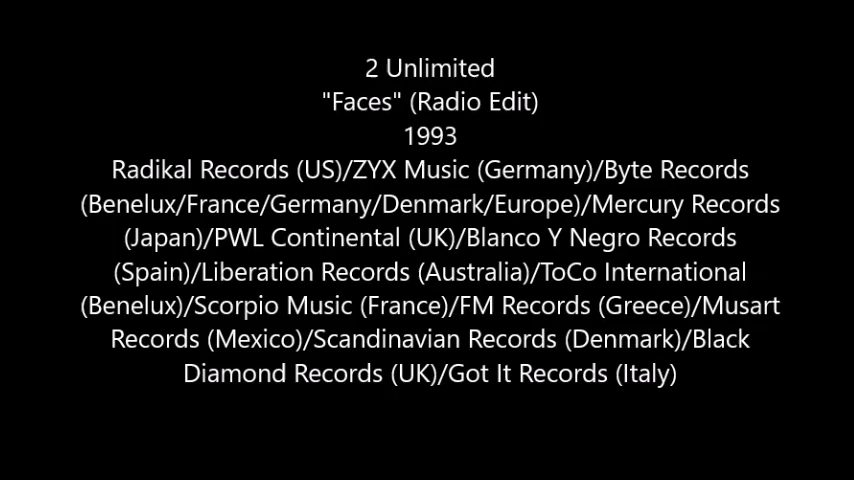 2 Unlimited
"Faces" (Radio Edit)
1993
Radikal Records (US)/ZYX Music (Germany)/Byte Records
(Benelux/France/Germany/Denmark/Europe)/Mercury Records
(Japan)/PWL Continental (UK)/Blanco Y Negro Records
(Spain)/Liberation Records (Australia)/ToCo International
(Benelux)/Scorpio Music (France)/FM Records (Greece)/Musart
Records (Mexico)/Scandinavian Records (Denmark)/Black
Diamond Records (UK)/Got It Records (Italy)